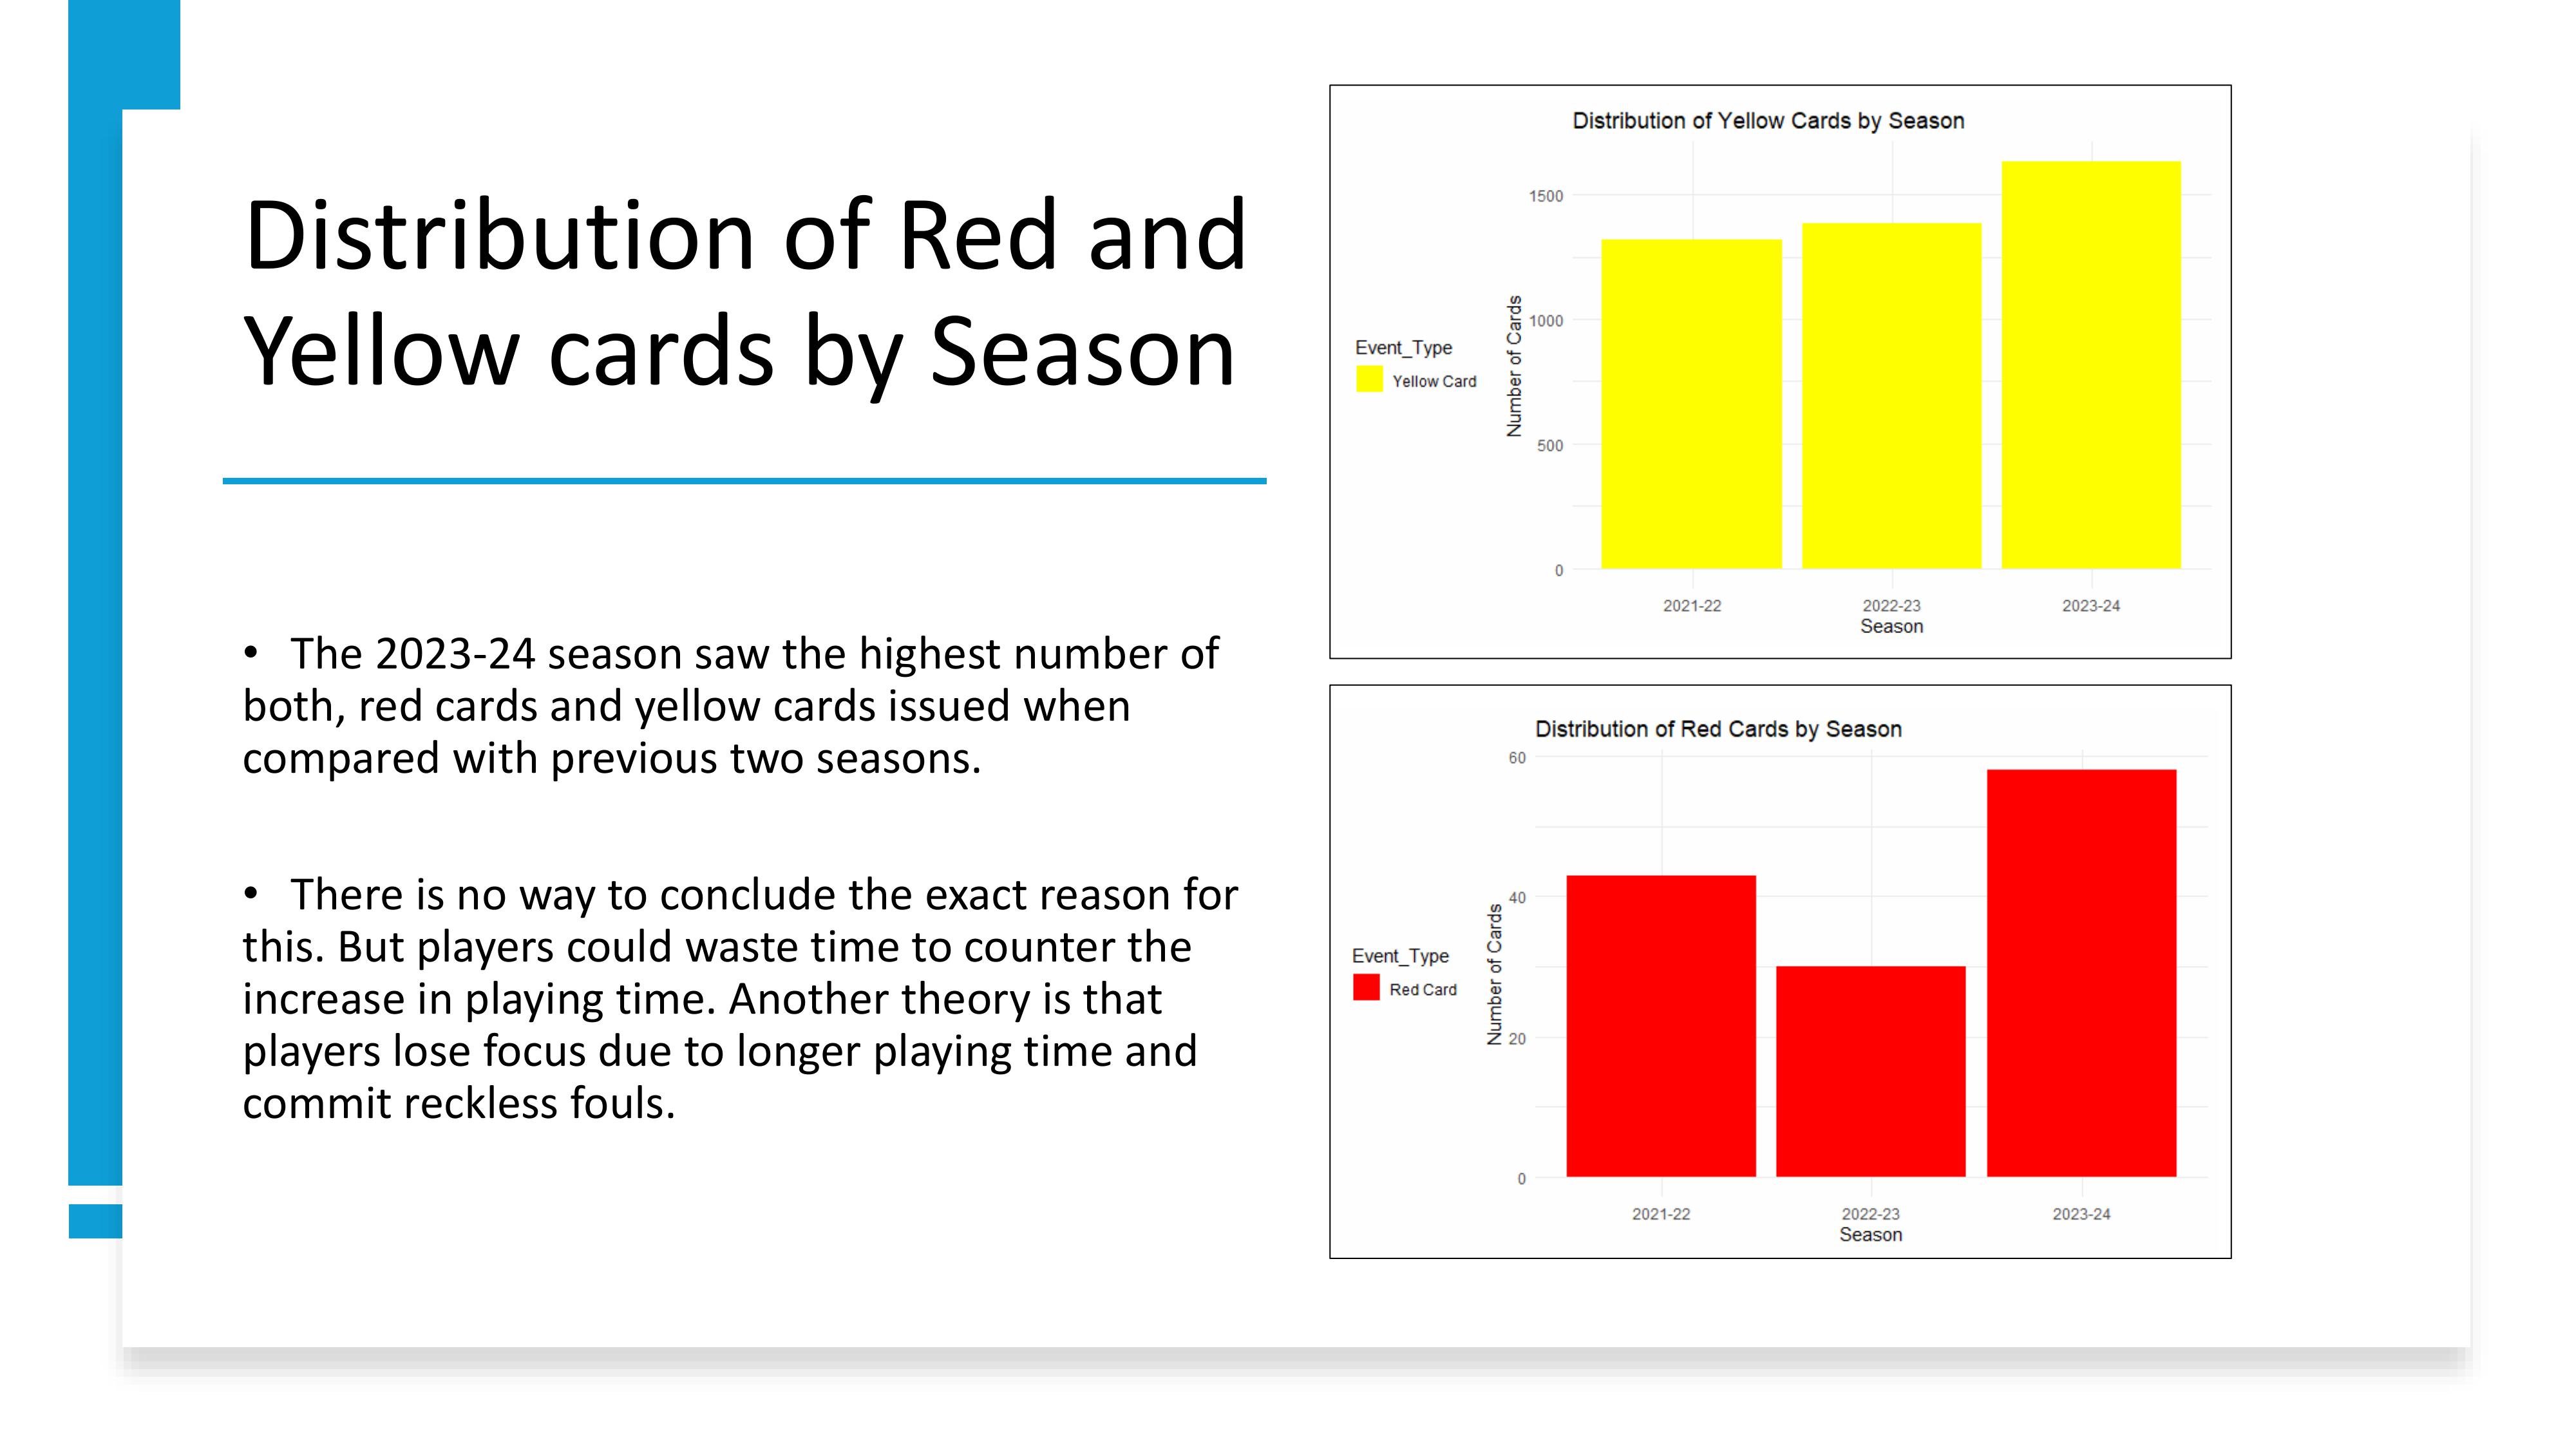 Distribution of Red and
Yellow cards by Season
• The 2023-24 season saw the highest number of
both, red cards and yellow cards issued when
compared with previous two seasons.
• There is no way to conclude the exact reason for
this. But players could waste time to counter the
increase in playing time. Another theory is that
players lose focus due to longer playing time and
commit reckless fouls.
Distribution of Yellow Cards by Season
Event_Type
Yellow Card
Number of Cards
1500
1000
500
0
2021-22 2022-23 2023-24
Season
Distribution of Red Cards by Season
Event_Type
Red Card
Number of Cards
60
40
20
0
2021-22 2022-23 2023-24
Season